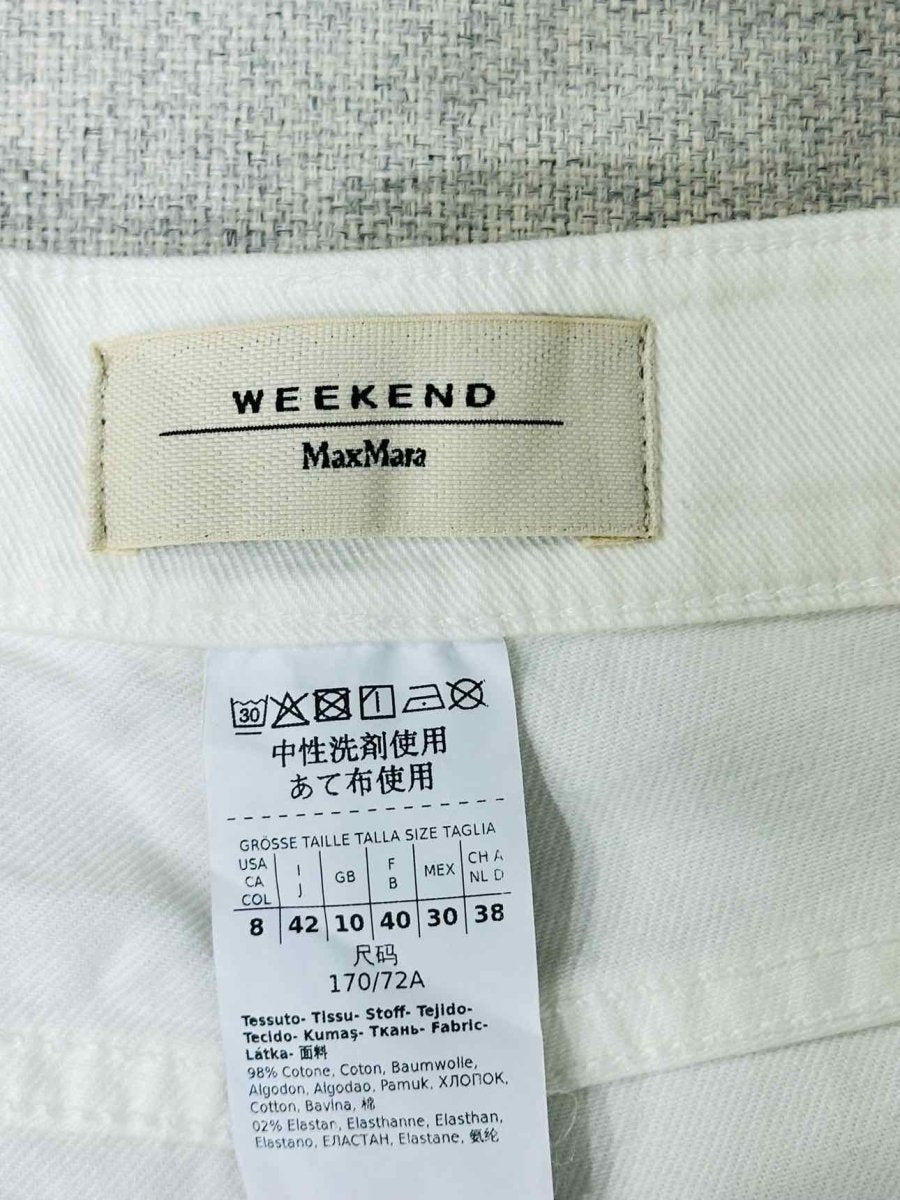 WEEKEND
MaxMara
30
中性洗剤使用
あて布使用
GRÖSSE TAILLE TALLA SIZE TAGLIA
USA CA COL I J GB F B MEX CH A NL D
8 42 10 40 30 38
尺码
170/72A
Tessuto- Tissu- Stoff- Tejido-
Tecido- Kumaş- Ткань- Fabric-
Látka- 面料
98% Cotone, Coton, Baumwolle,
Algodon, Algodao, Pamuk, ХЛОПОК,
Cotton, Bavlna, 棉
02% Elastan, Elasthanne, Elasthan,
Elastano, ЕЛАСТАН, Elastane, 氨纶